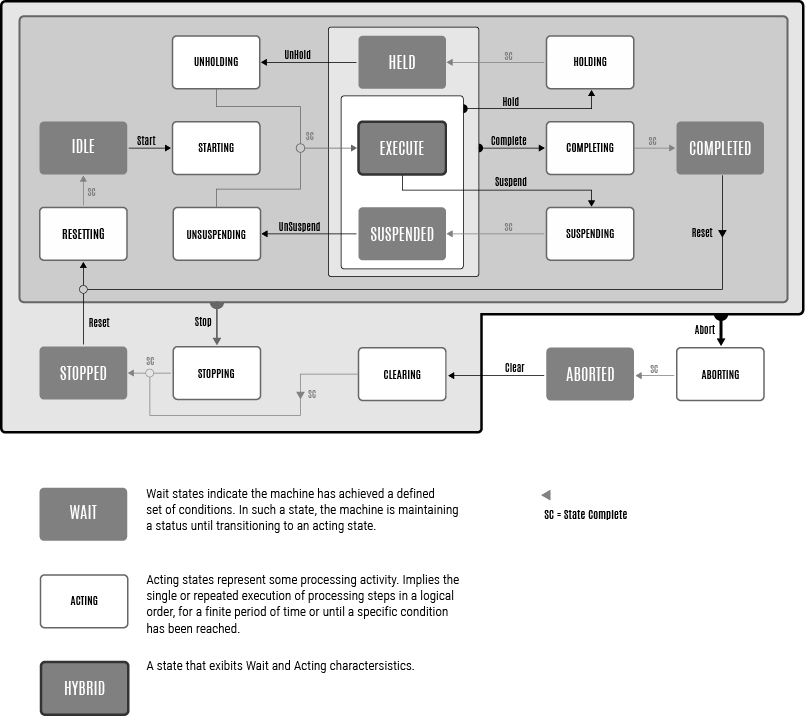 UNHOLDING
UnHold
HELD
SC
HOLDING
Hold
IDLE
Start
STARTING
SC
EXECUTE
Complete
COMPLETING
SC
COMPLETED
Suspend
SC
RESETTING
UNSUSPENDING
UnSuspend
SUSPENDED
SC
SUSPENDING
Reset
Reset
Stop
Abort
STOPPED
SC
STOPPING
SC
CLEARING
Clear
ABORTED
SC
ABORTING
WAIT
Wait states indicate the machine has achieved a defined
set of conditions. In such a state, the machine is maintaining
a status until transitioning to an acting state.
SC = State Complete
ACTING
Acting states represent some processing activity. Implies the
single or repeated execution of processing steps in a logical
order, for a finite period of time or until a specific condition
has been reached.
HYBRID
A state that exibits Wait and Acting charactersistics.